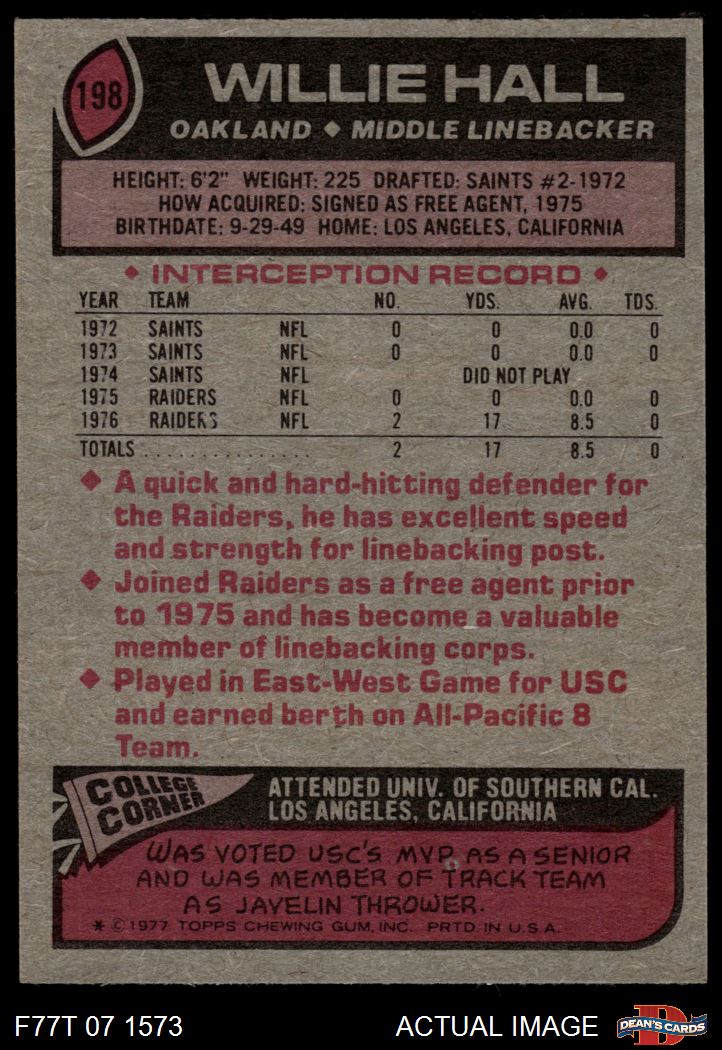 198
WILLIE HALL
OAKLAND ◆ MIDDLE LINEBACKER
HEIGHT: 6'2" WEIGHT: 225 DRAFTED: SAINTS #2-1972
HOW ACQUIRED: SIGNED AS FREE AGENT, 1975
BIRTHDATE: 9-29-49 HOME: LOS ANGELES, CALIFORNIA
◆ INTERCEPTION RECORD ◆
YEAR TEAM NO. YDS. AVG. TDS.
1972 SAINTS NFL 0 0 0.0 0
1973 SAINTS NFL 0 0 0.0 0
1974 SAINTS NFL DID NOT PLAY
1975 RAIDERS NFL 0 0 0.0 0
1976 RAIDERS NFL 2 17 8.5 0
TOTALS . . . . . . . . . . . . . . . 2 17 8.5 0
◆ A quick and hard-hitting defender for
the Raiders, he has excellent speed
and strength for linebacking post.
◆ Joined Raiders as a free agent prior
to 1975 and has become a valuable
member of linebacking corps.
◆ Played in East-West Game for USC
and earned berth on All-Pacific 8
Team.
COLLEGE
CORNER
ATTENDED UNIV. OF SOUTHERN CAL.
LOS ANGELES, CALIFORNIA
WAS VOTED USC'S MVP AS A SENIOR
AND WAS MEMBER OF TRACK TEAM
AS JAVELIN THROWER.
* © 1977 TOPPS CHEWING GUM, INC. PRTD. IN U.S.A.
F77T 07 1573
ACTUAL IMAGE
D
DEAN'S CARDS